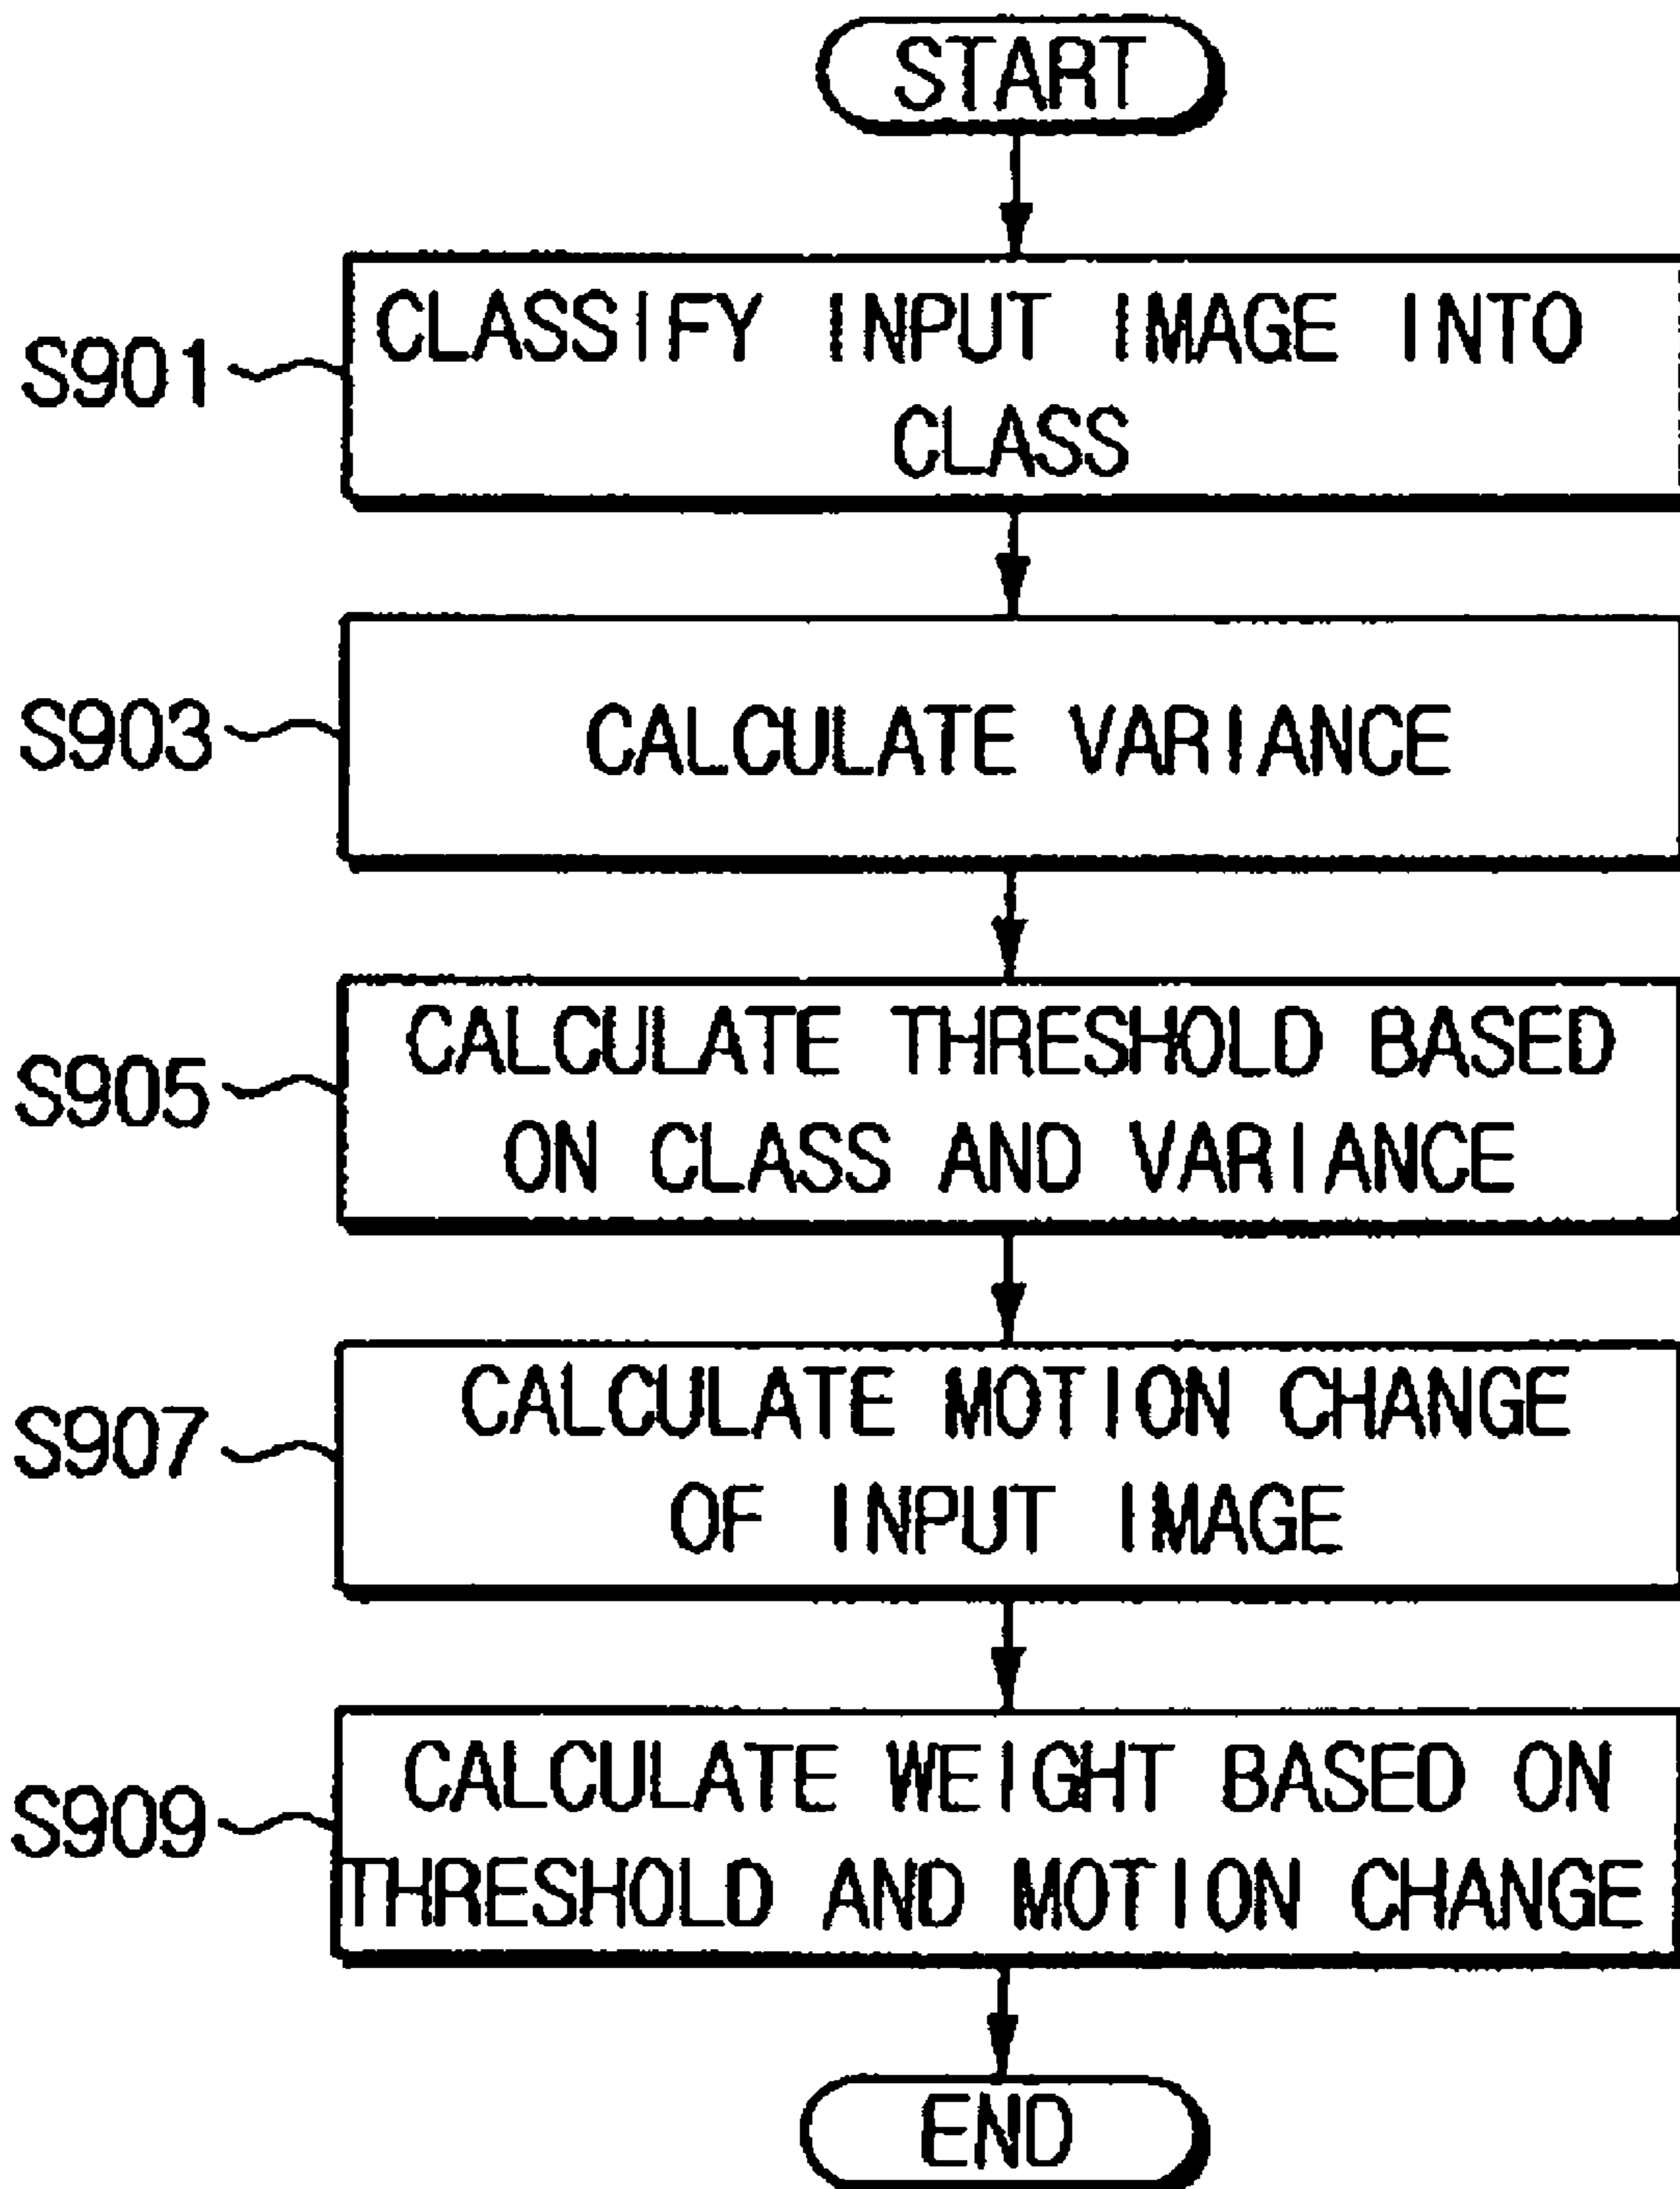 START
S901
CLASSIFY INPUT IMAGE INTO
CLASS
S903
CALCULATE VARIANCE
S905
CALCULATE THRESHOLD BASED
ON CLASS AND VARIANCE
S907
CALCULATE MOTION CHANGE
OF INPUT IMAGE
S909
CALCULATE WEIGHT BASED ON
THRESHOLD AND MOTION CHANGE
END